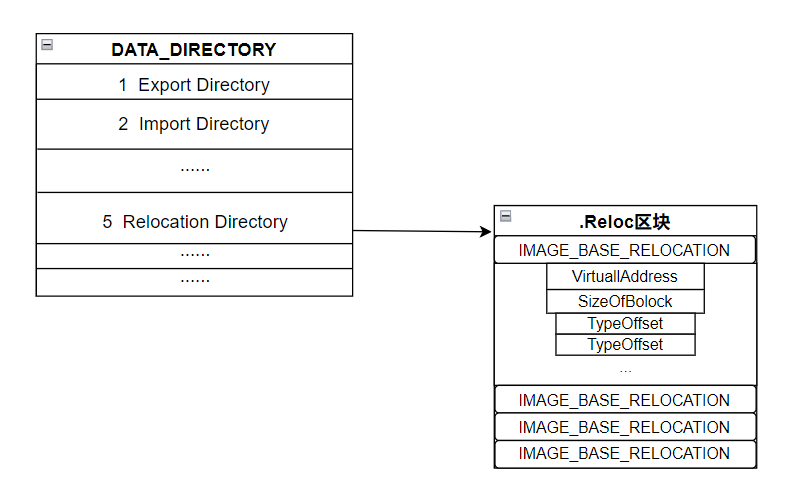 DATA_DIRECTORY
1 Export Directory
2 Import Directory
......
5 Relocation Directory
......
......
.Reloc区块
IMAGE_BASE_RELOCATION
VirtuallAddress
SizeOfBolock
TypeOffset
TypeOffset
...
IMAGE_BASE_RELOCATION
IMAGE_BASE_RELOCATION
IMAGE_BASE_RELOCATION